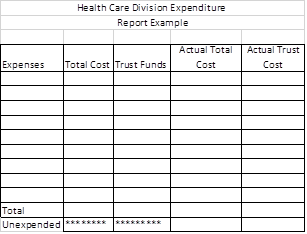 Health Care Division Expenditure
Report Example
Expenses Total Cost Trust Funds Actual Total Cost Actual Trust Cost
Total
Unexpended ******** *********